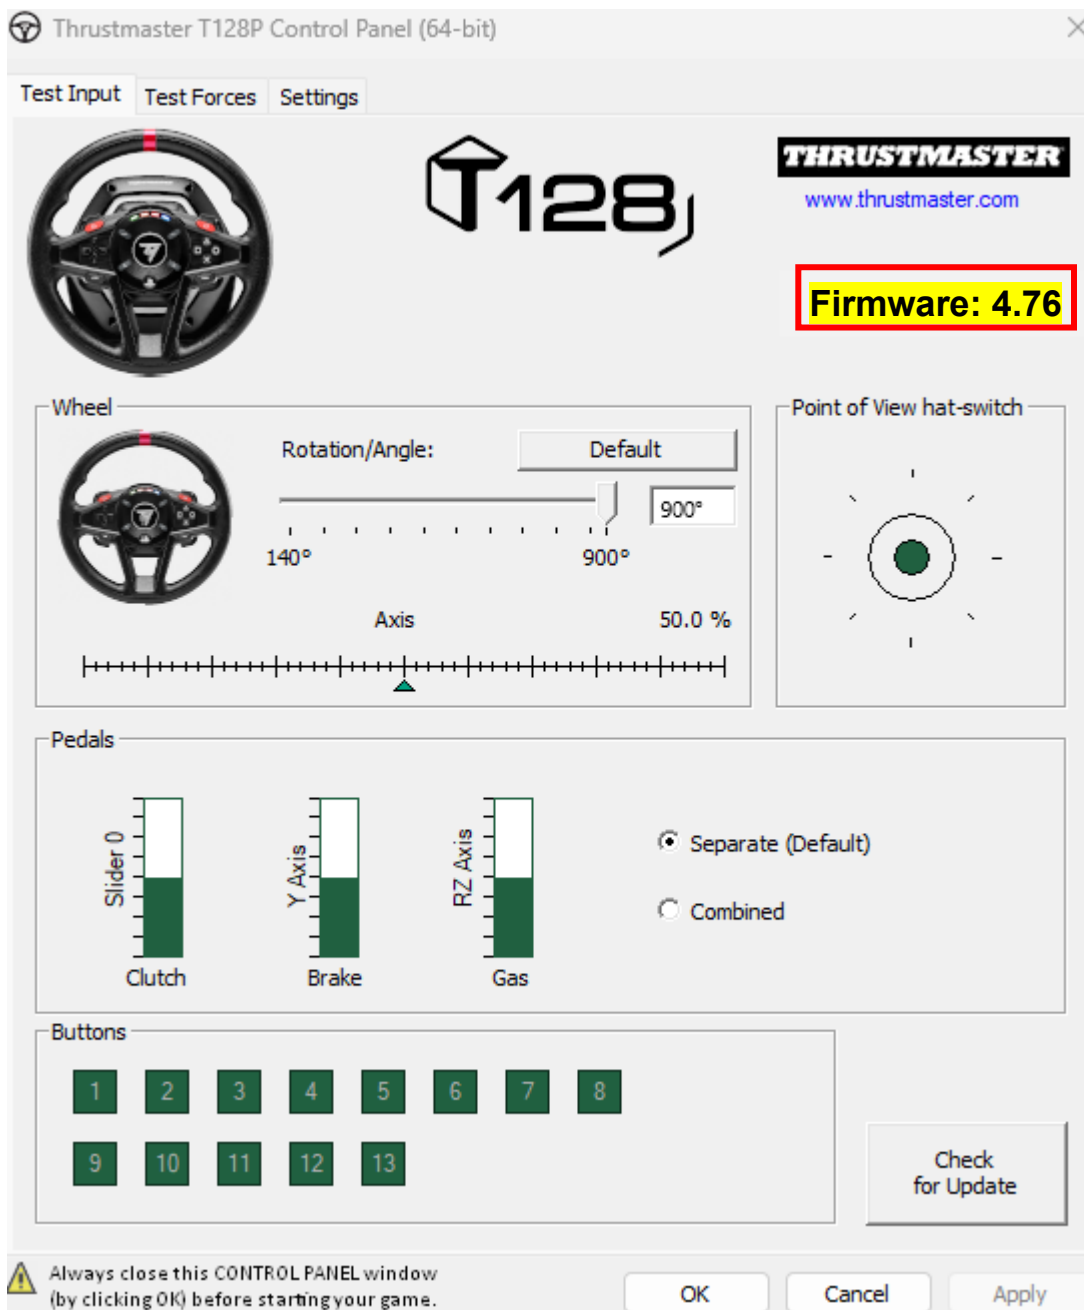 Thrustmaster T128P Control Panel (64-bit)
Test Input Test Forces Settings
T128
THRUSTMASTER
www.thrustmaster.com
Firmware: 4.76
Wheel
Rotation/Angle:
Default
900°
140°
900°
Axis
50.0 %
Point of View hat-switch
Pedals
Slider 0
Clutch
Y Axis
Brake
RZ Axis
Gas
Separate (Default)
Combined
Buttons
1 2 3 4 5 6 7 8
9 10 11 12 13
Check
for Update
Always close this CONTROL PANEL window
(by clicking OK) before starting your game.
OK Cancel Apply